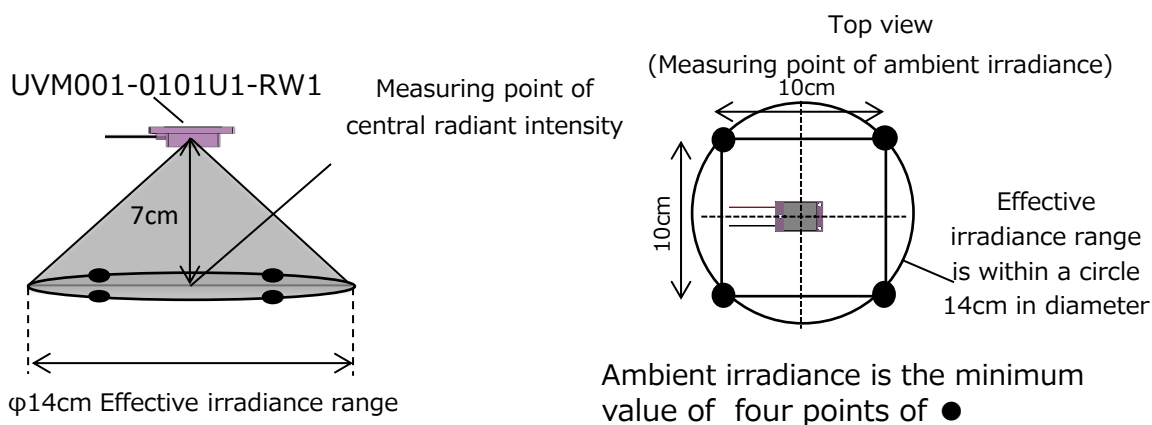 UVM001-0101U1-RW1
Measuring point of
central radiant intensity
7cm
φ14cm Effective irradiance range
Top view
(Measuring point of ambient irradiance)
10cm
10cm
Effective
irradiance range
is within a circle
14cm in diameter
Ambient irradiance is the minimum
value of four points of ●